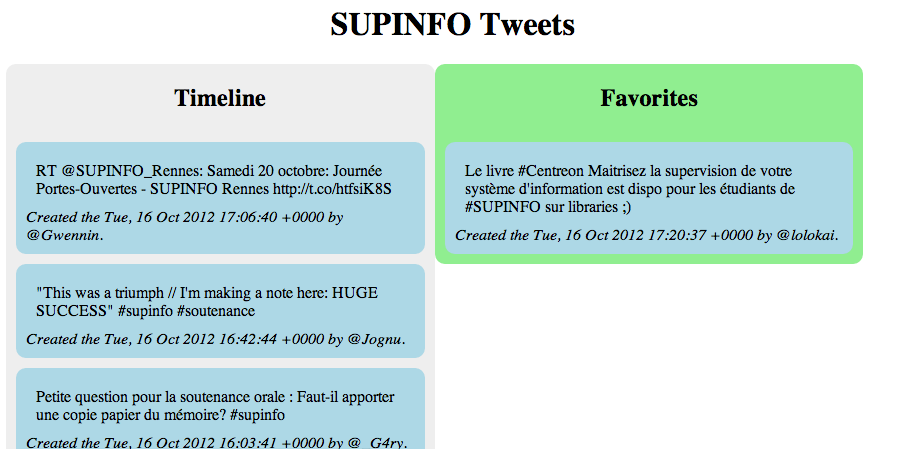 SUPINFO Tweets
Timeline
RT @SUPINFO_Rennes: Samedi 20 octobre: Journée
Portes-Ouvertes - SUPINFO Rennes http://t.co/htfsiK8S
Created the Tue, 16 Oct 2012 17:06:40 +0000 by
@Gwennin.
"This was a triumph // I'm making a note here: HUGE
SUCCESS" #supinfo #soutenance
Created the Tue, 16 Oct 2012 16:42:44 +0000 by @Jognu.
Petite question pour la soutenance orale : Faut-il apporter
une copie papier du mémoire? #supinfo
Created the Tue, 16 Oct 2012 16:03:41 +0000 by @_G4ry.
Favorites
Le livre #Centreon Maitrisez la supervision de votre
système d'information est dispo pour les étudiants de
#SUPINFO sur libraries ;)
Created the Tue, 16 Oct 2012 17:20:37 +0000 by @lolokai.